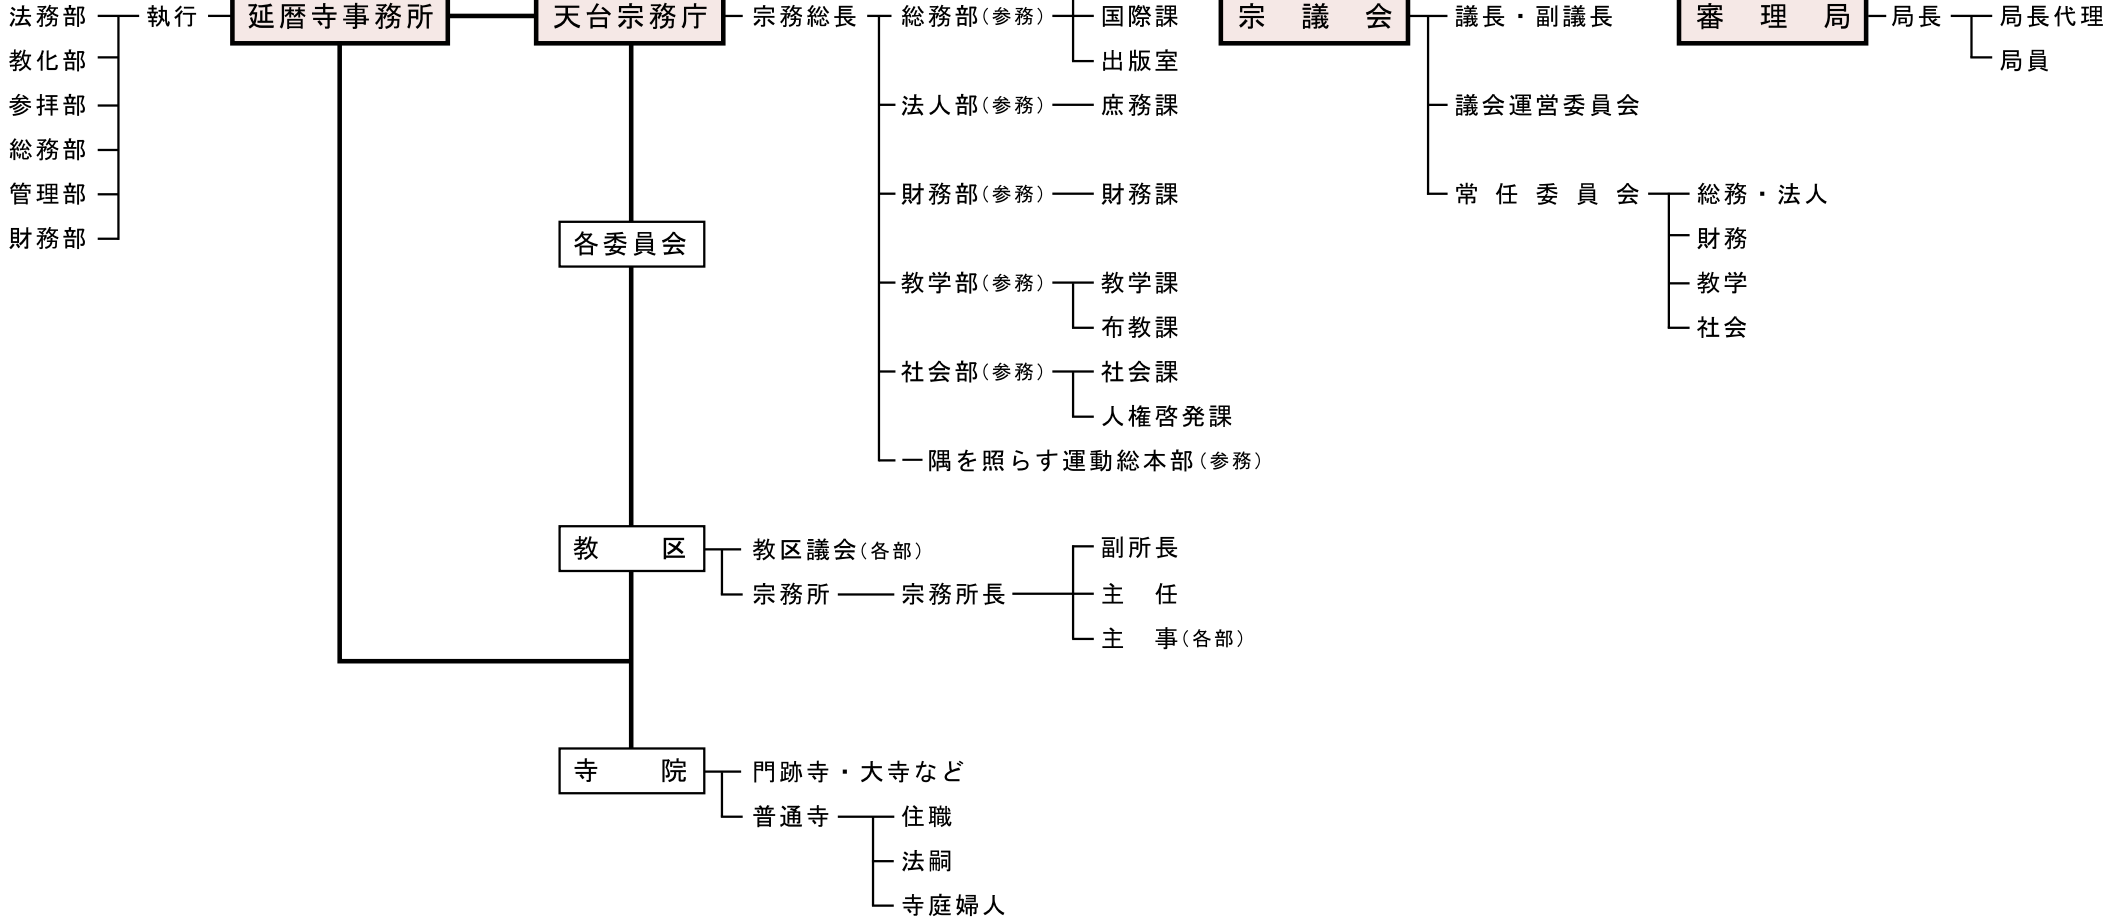 法務部 執行 延暦寺事務所 天台宗務庁 宗務総長 総務部(参務) 国際課 宗議会 議長・副議長 審理局 局長 局長代理
教化部 出版室 局員
参拝部 法人部(参務) 庶務課 議会運営委員会
総務部
管理部 財務部(参務) 財務課 常任委員会 総務・法人
財務部 各委員会 財務
教学部(参務) 教学課 教学
布教課 社会
社会部(参務) 社会課
人権啓発課
一隅を照らす運動総本部(参務)
教区 教区議会(各部) 副所長
宗務所 宗務所長 主任
主事(各部)
寺院 門跡寺・大寺など
普通寺 住職
法嗣
寺庭婦人